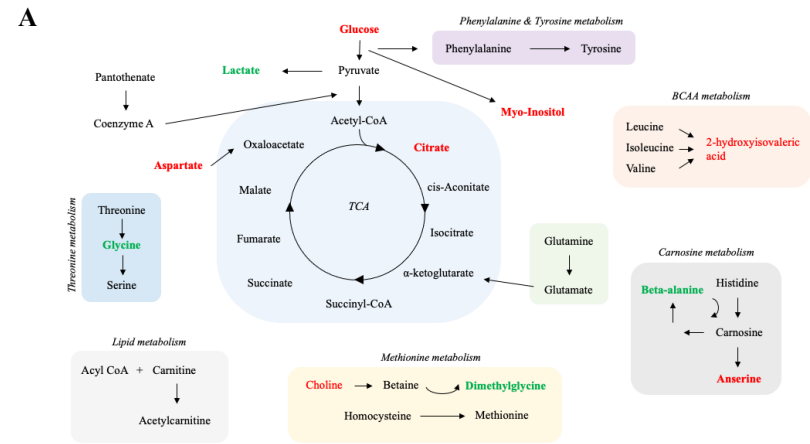 A
Glucose
Phenylalanine & Tyrosine metabolism
Phenylalanine
Tyrosine
Lactate
Pyruvate
Pantothenate
Coenzyme A
Myo-Inositol
BCAA metabolism
Leucine
Isoleucine
Valine
2-hydroxyisovaleric
acid
Acetyl-CoA
Oxaloacetate
Citrate
Aspartate
cis-Aconitate
Malate
TCA
Isocitrate
Fumarate
α-ketoglutarate
Succinate
Succinyl-CoA
Threonine metabolism
Threonine
Glycine
Serine
Glutamine
Glutamate
Carnosine metabolism
Beta-alanine
Histidine
Carnosine
Anserine
Lipid metabolism
Acyl CoA + Carnitine
Acetylcarnitine
Methionine metabolism
Choline
Betaine
Dimethylglycine
Homocysteine
Methionine